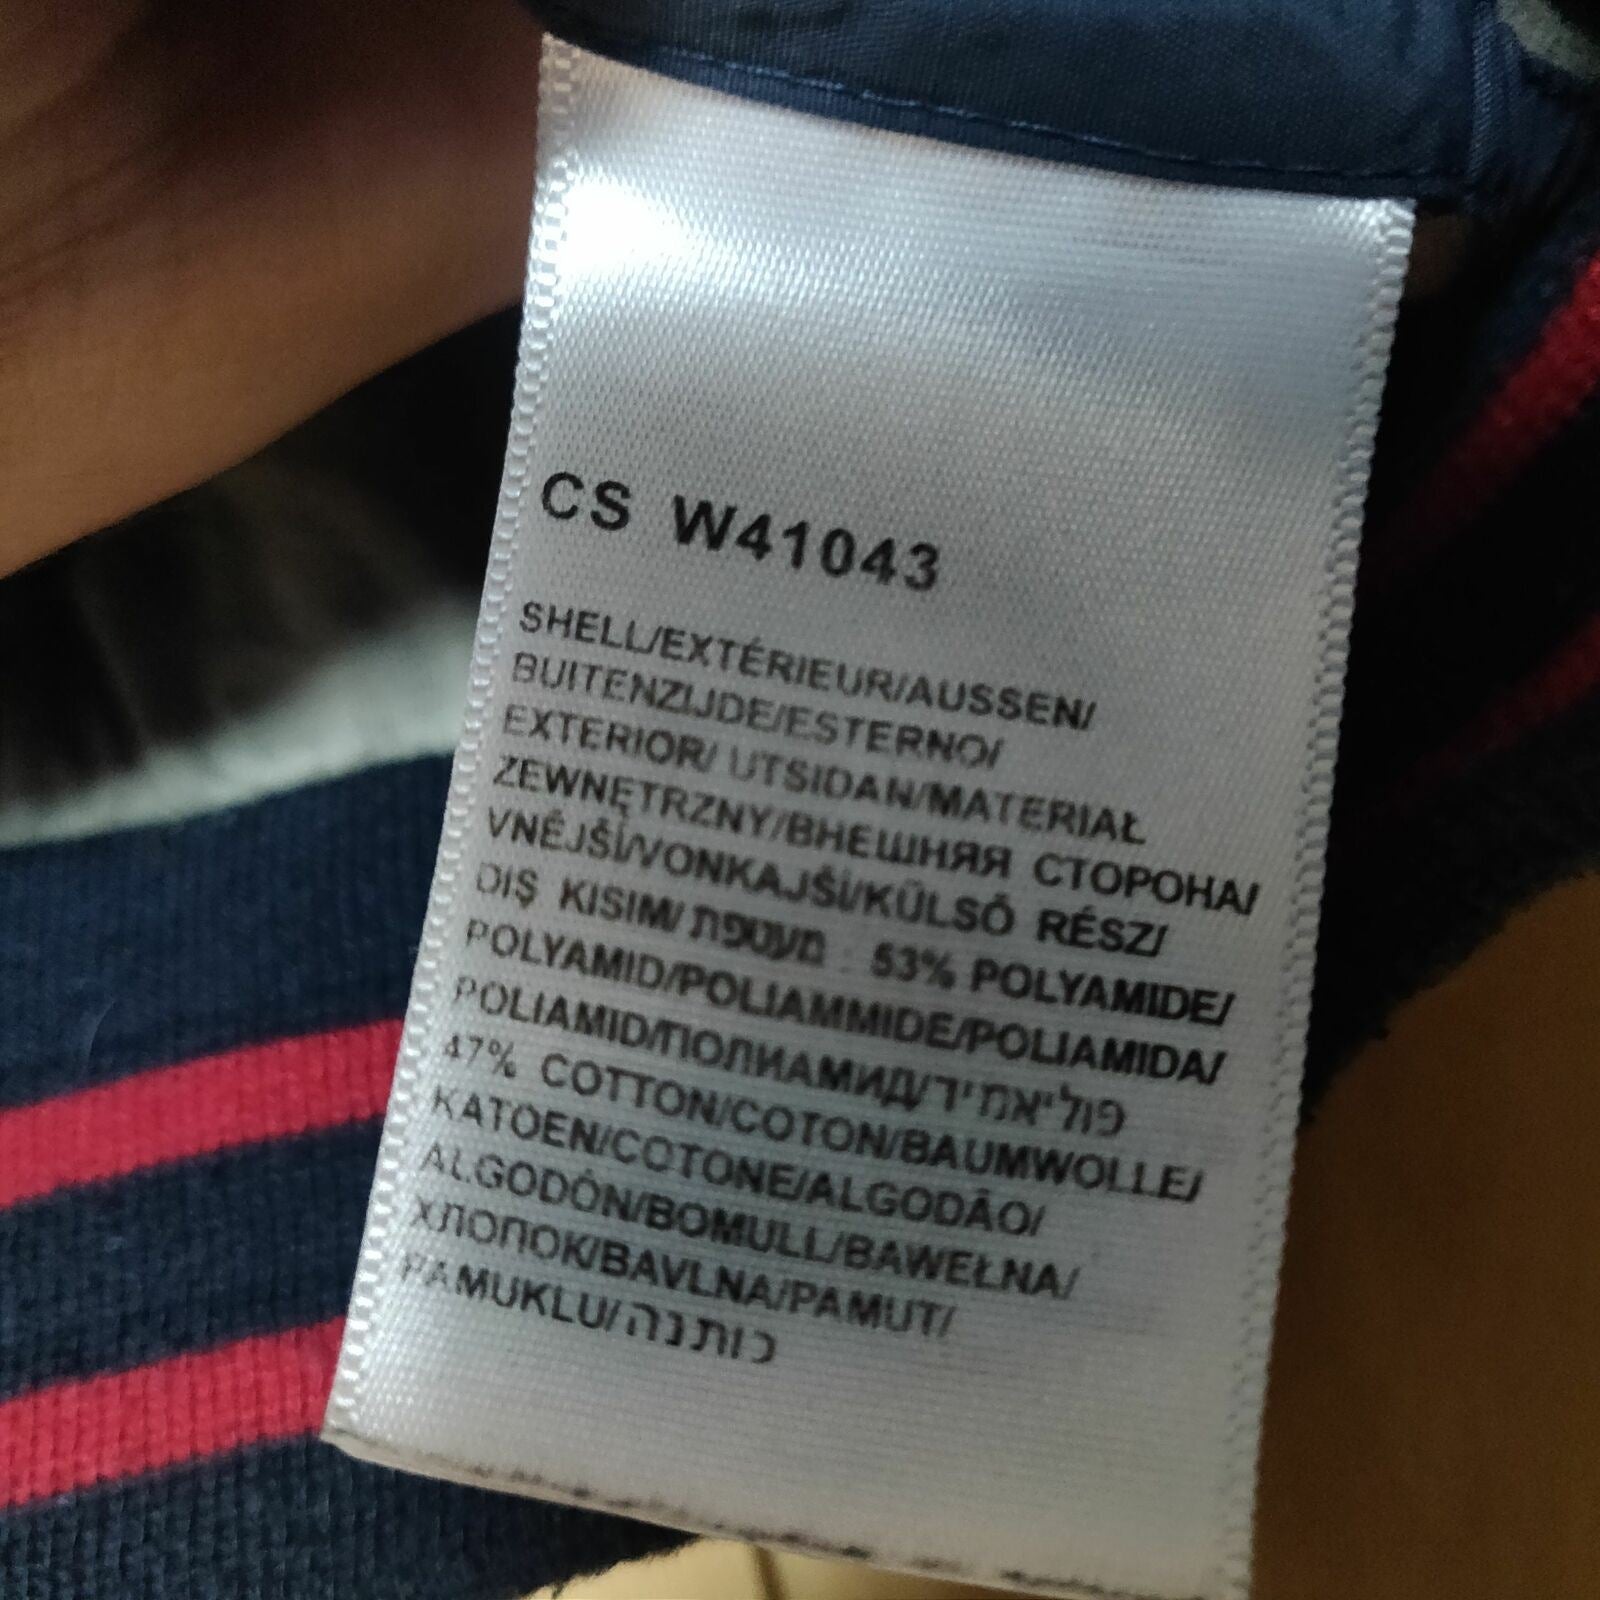 CS W41043
SHELL/EXTÉRIEUR/AUSSEN/
BUITENZIJDE/ESTERNO/
EXTERIOR/ UTSIDAN/MATERIAŁ
ZEWNĘTRZNY/ВНЕШНЯЯ СТОРОНА/
VNĚJŠÍ/VONKAJŠÍ/KÜLSŐ RÉSZ/
DIŞ KISIM/ מעטפת : 53% POLYAMIDE/
POLYAMID/POLIAMMIDE/POLIAMIDA/
POLIAMID/ПОЛИАМИД/פוליאמיד
47% COTTON/COTON/BAUMWOLLE/
KATOEN/COTONE/ALGODÃO/
ALGODÓN/BOMULL/BAWEŁNA/
ХЛОПОК/BAVLNA/PAMUT/
PAMUKLU/כותנה